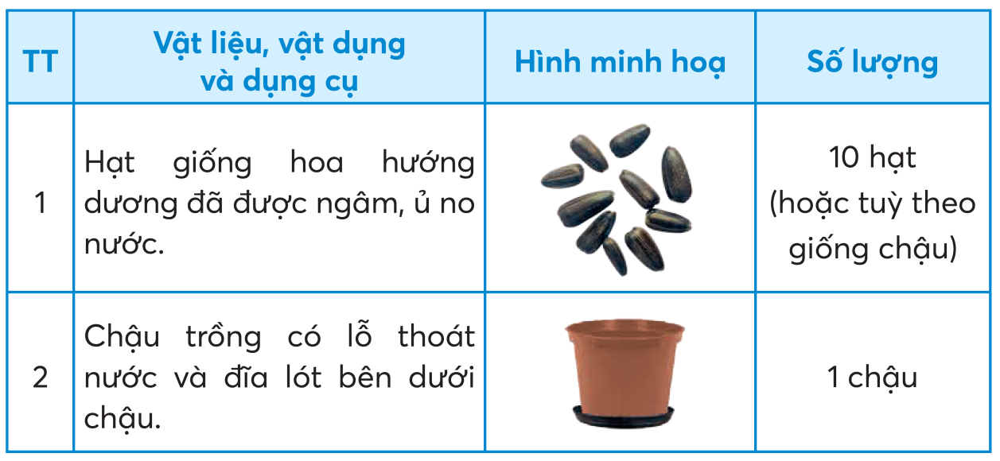 TT
Vật liệu, vật dụng
và dụng cụ
Hình minh hoạ
Số lượng
1
Hạt giống hoa hướng
dương đã được ngâm, ủ no
nước.
10 hạt
(hoặc tuỳ theo
giống chậu)
2
Chậu trồng có lỗ thoát
nước và đĩa lót bên dưới
chậu.
1 chậu